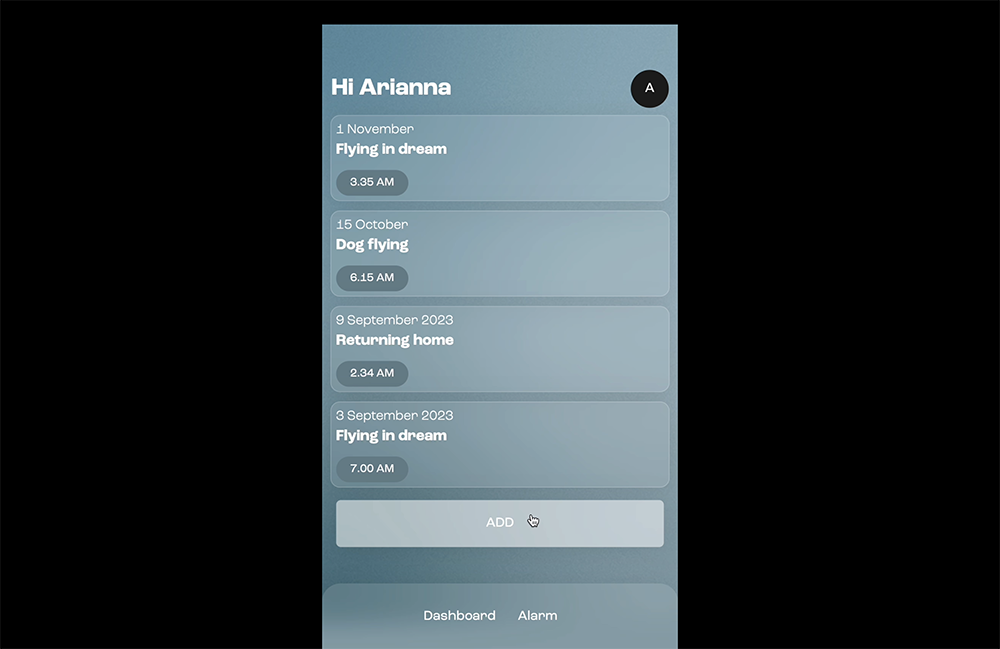 Hi Arianna
A
1 November
Flying in dream
3.35 AM
15 October
Dog flying
6.15 AM
9 September 2023
Returning home
2.34 AM
3 September 2023
Flying in dream
7.00 AM
ADD
Dashboard Alarm